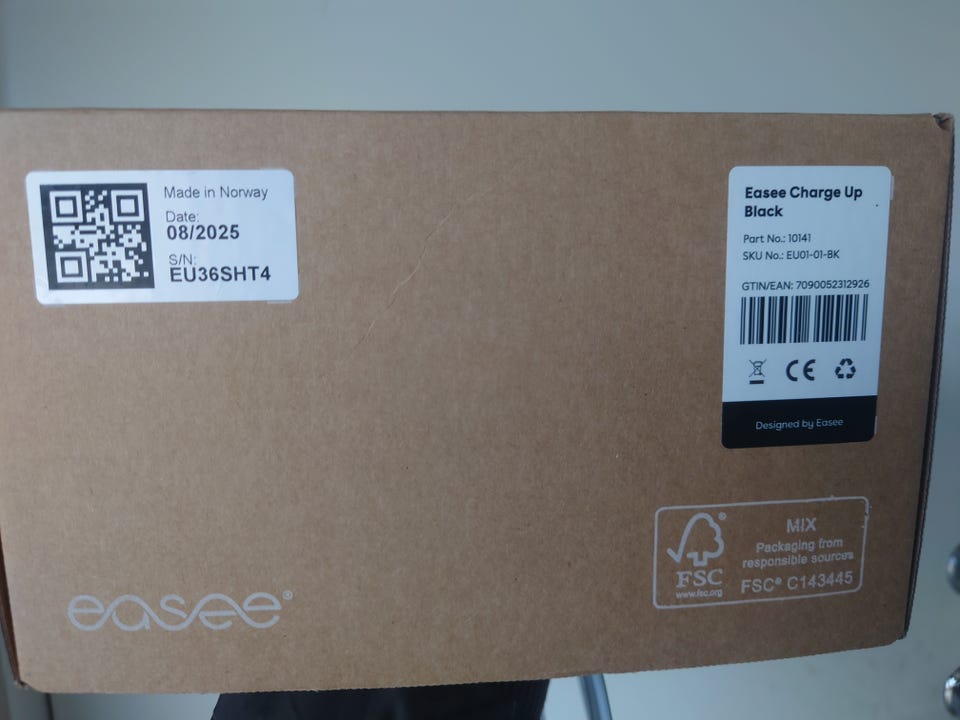 Made in Norway
Date:
08/2025
S/N:
EU36SHT4
Easee Charge Up
Black
Part No.: 10141
SKU No.: EU01-01-BK
GTIN/EAN: 7090052312926
CE
Designed by Easee
easee®
FSC®
www.fsc.org
MIX
Packaging from
responsible sources
FSC® C143445